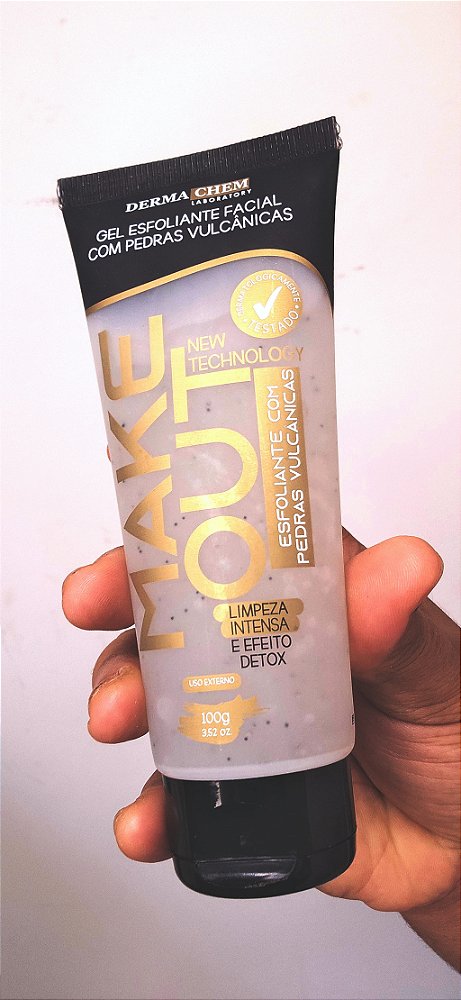 DERMA CHEM
LABORATORY
GEL ESFOLIANTE FACIAL
COM PEDRAS VULCÂNICAS
DERMATOLOGICAMENTE
TESTADO
MAKE
OUT
NEW
TECHNOLOGY
ESFOLIANTE COM
PEDRAS VULCÂNICAS
LIMPEZA
INTENSA
E EFEITO
DETOX
USO EXTERNO
100g
3,52 OZ.